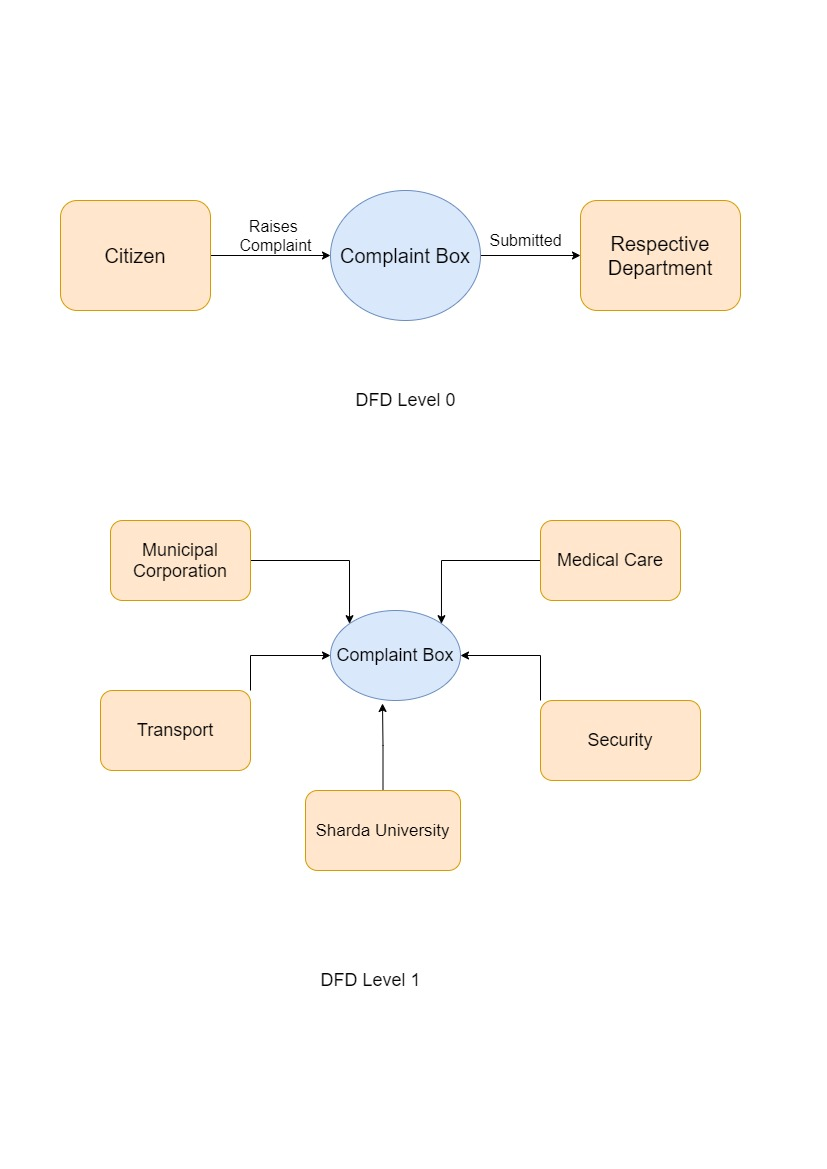 Citizen
Raises
Complaint
Complaint Box
Submitted
Respective
Department
DFD Level 0
Municipal
Corporation
Medical Care
Complaint Box
Transport
Security
Sharda University
DFD Level 1